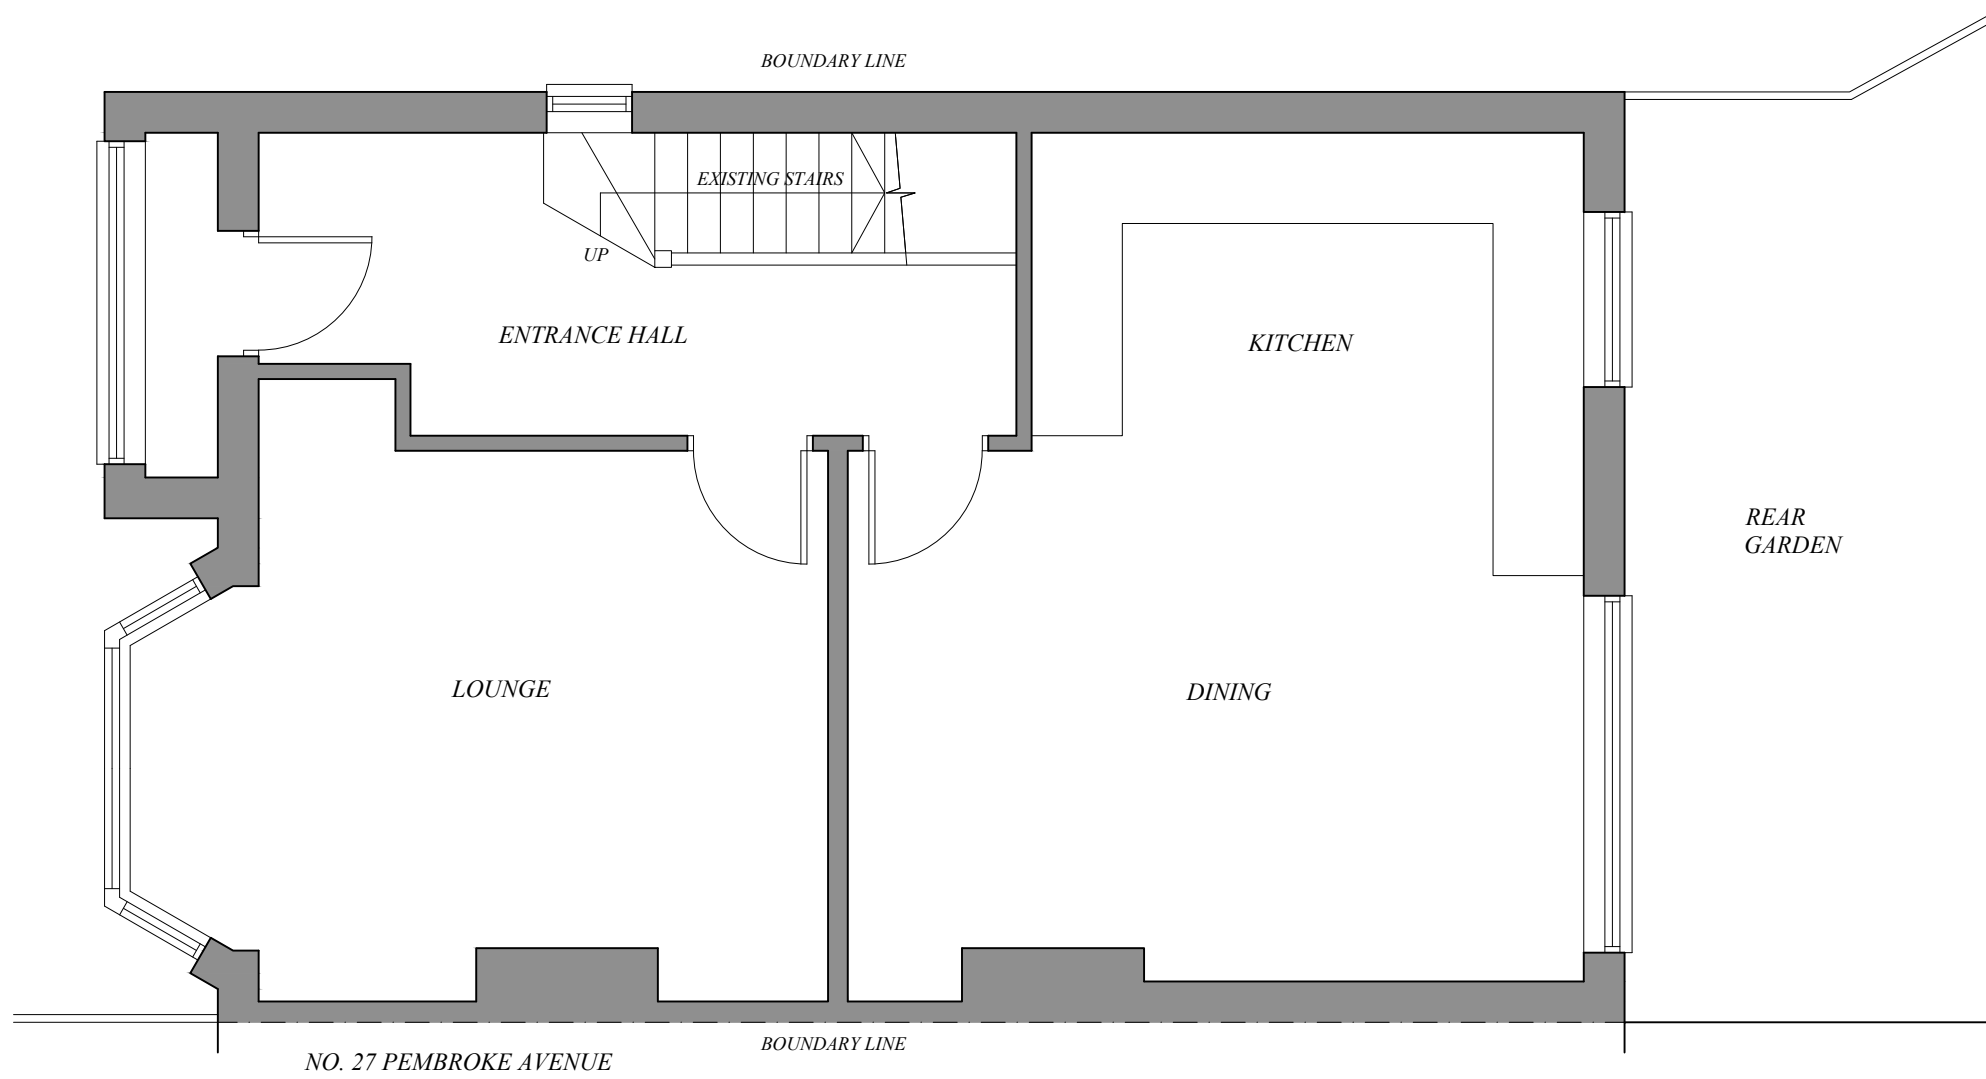 BOUNDARY LINE
EXISTING STAIRS
UP
ENTRANCE HALL
KITCHEN
REAR
GARDEN
LOUNGE
DINING
BOUNDARY LINE
NO. 27 PEMBROKE AVENUE